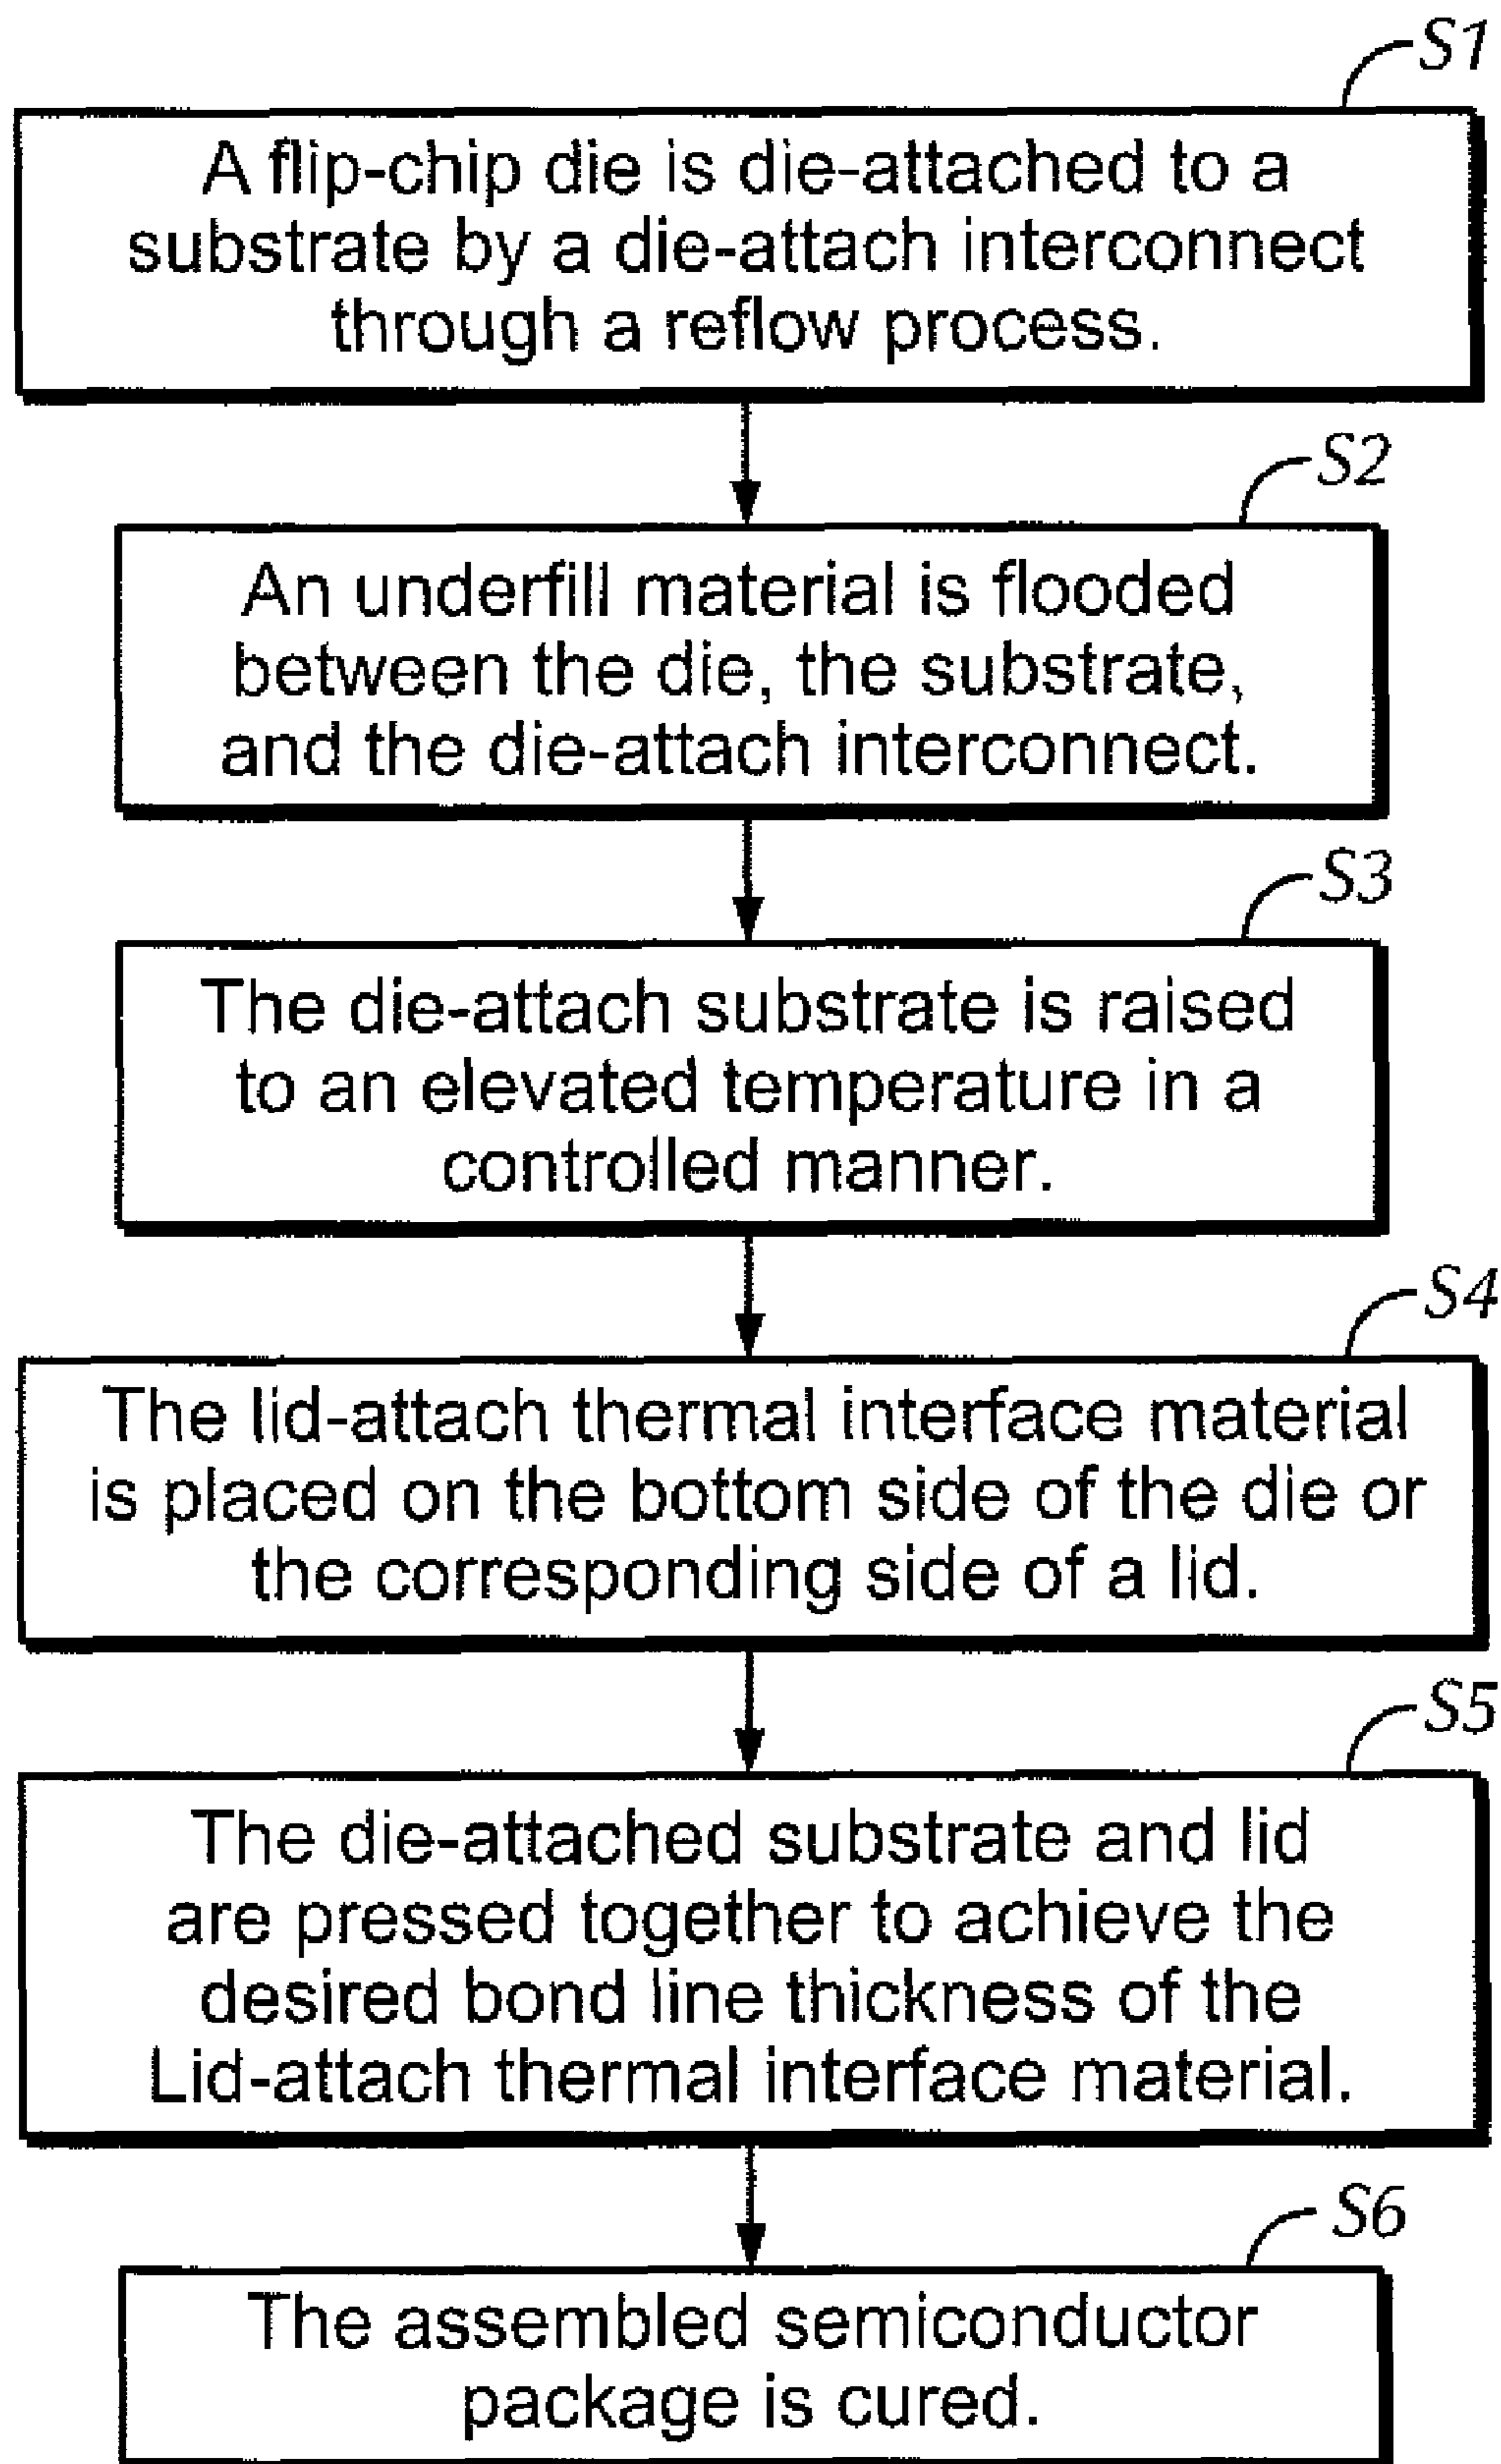 S1
A flip-chip die is die-attached to a
substrate by a die-attach interconnect
through a reflow process.
S2
An underfill material is flooded
between the die, the substrate,
and the die-attach interconnect.
S3
The die-attach substrate is raised
to an elevated temperature in a
controlled manner.
S4
The lid-attach thermal interface material
is placed on the bottom side of the die or
the corresponding side of a lid.
S5
The die-attached substrate and lid
are pressed together to achieve the
desired bond line thickness of the
Lid-attach thermal interface material.
S6
The assembled semiconductor
package is cured.